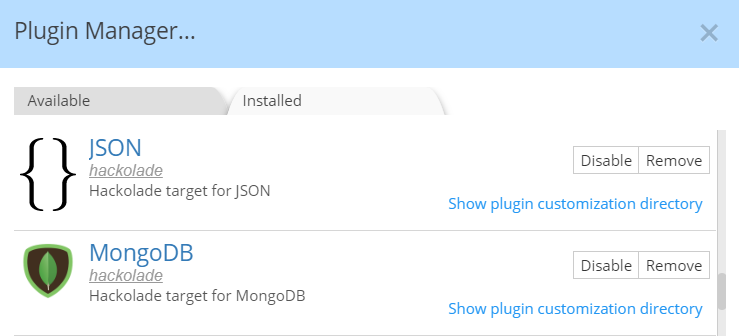 Plugin Manager...
Available Installed
JSON
hackolade
Hackolade target for JSON
Disable Remove
Show plugin customization directory
MongoDB
hackolade
Hackolade target for MongoDB
Disable Remove
Show plugin customization directory